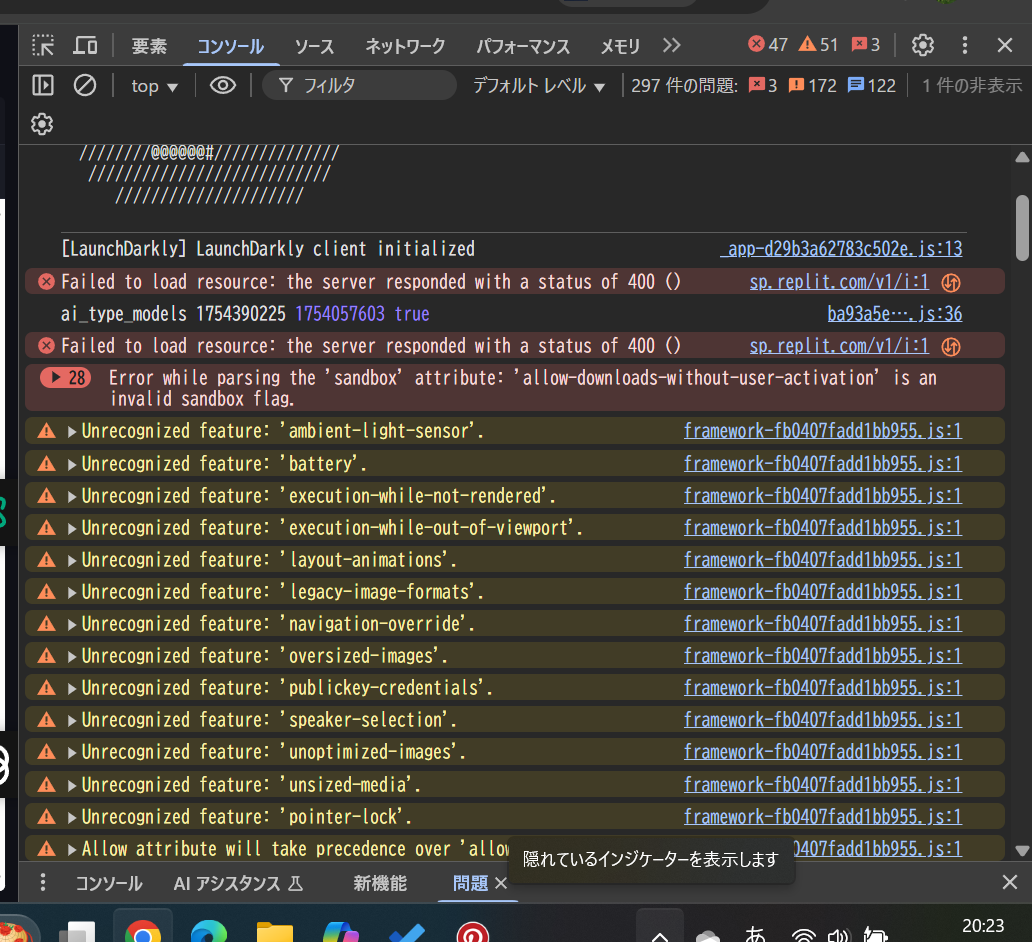 要素 コンソール ソース ネットワーク パフォーマンス メモリ 47 51 3
top フィルタ デフォルト レベル 297 件の問題: 3 172 122 1 件の非表示
////////@@@@@@#//////////////
///////////////////////////
/////////////////////
[LaunchDarkly] LaunchDarkly client initialized _app-d29b3a62783c502e.js:13
Failed to load resource: the server responded with a status of 400 () sp.replit.com/v1/i:1
ai_type_models 1754390225 1754057603 true ba93a5e….js:36
Failed to load resource: the server responded with a status of 400 () sp.replit.com/v1/i:1
28 Error while parsing the 'sandbox' attribute: 'allow-downloads-without-user-activation' is an
invalid sandbox flag.
Unrecognized feature: 'ambient-light-sensor'. framework-fb0407fadd1bb955.js:1
Unrecognized feature: 'battery'. framework-fb0407fadd1bb955.js:1
Unrecognized feature: 'execution-while-not-rendered'. framework-fb0407fadd1bb955.js:1
Unrecognized feature: 'execution-while-out-of-viewport'. framework-fb0407fadd1bb955.js:1
Unrecognized feature: 'layout-animations'. framework-fb0407fadd1bb955.js:1
Unrecognized feature: 'legacy-image-formats'. framework-fb0407fadd1bb955.js:1
Unrecognized feature: 'navigation-override'. framework-fb0407fadd1bb955.js:1
Unrecognized feature: 'oversized-images'. framework-fb0407fadd1bb955.js:1
Unrecognized feature: 'publickey-credentials'. framework-fb0407fadd1bb955.js:1
Unrecognized feature: 'speaker-selection'. framework-fb0407fadd1bb955.js:1
Unrecognized feature: 'unoptimized-images'. framework-fb0407fadd1bb955.js:1
Unrecognized feature: 'unsized-media'. framework-fb0407fadd1bb955.js:1
Unrecognized feature: 'pointer-lock'. framework-fb0407fadd1bb955.js:1
Allow attribute will take precedence over 'allow b0407fadd1bb955.js:1
隠れているインジケーターを表示します
コンソール AI アシスタンス 新機能 問題
あ 20:23